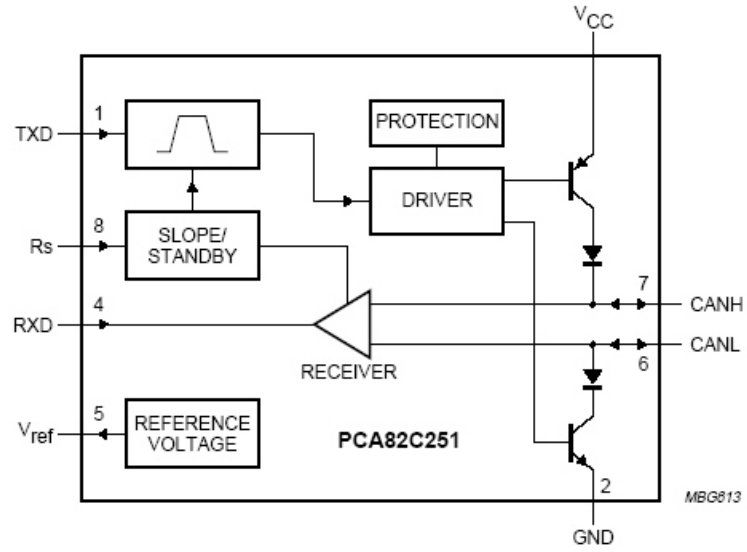 VCC
1
TXD
PROTECTION
DRIVER
8
Rs
SLOPE/
STANDBY
7
CANH
4
RXD
CANL
6
RECEIVER
5
Vref
REFERENCE
VOLTAGE
PCA82C251
2
MBG613
GND